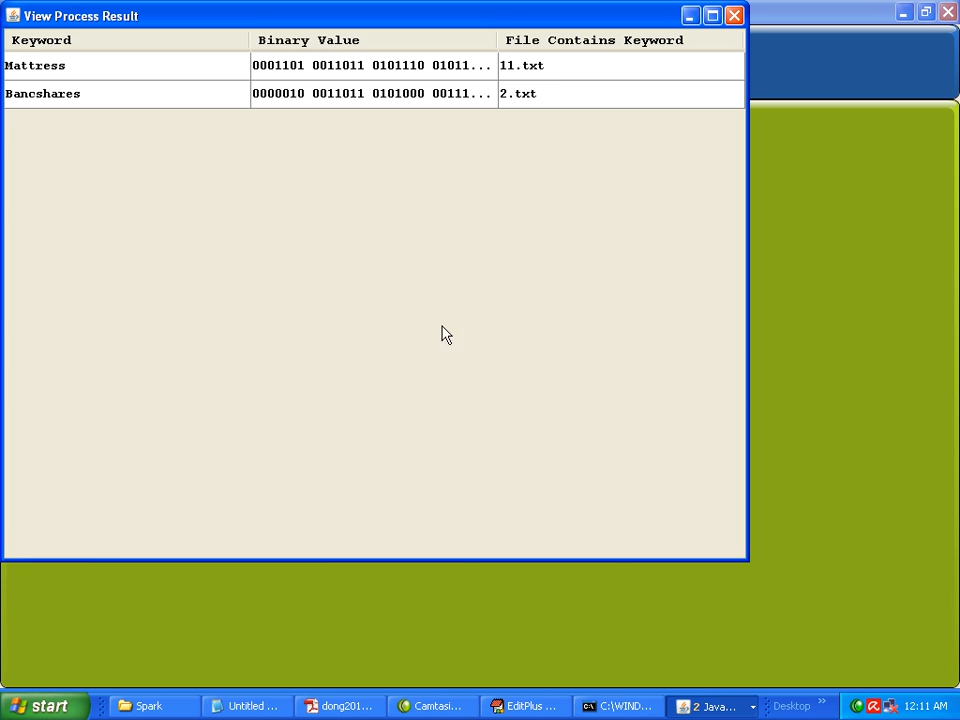 View Process Result
Keyword Binary Value File Contains Keyword
Mattress 0001101 0011011 0101110 01011... 11.txt
Bancshares 0000010 0011011 0101000 00111... 2.txt
start Spark Untitled ... dong201... Camtasi... EditPlus ... C:\WIND... 2 Java... Desktop » 12:11 AM